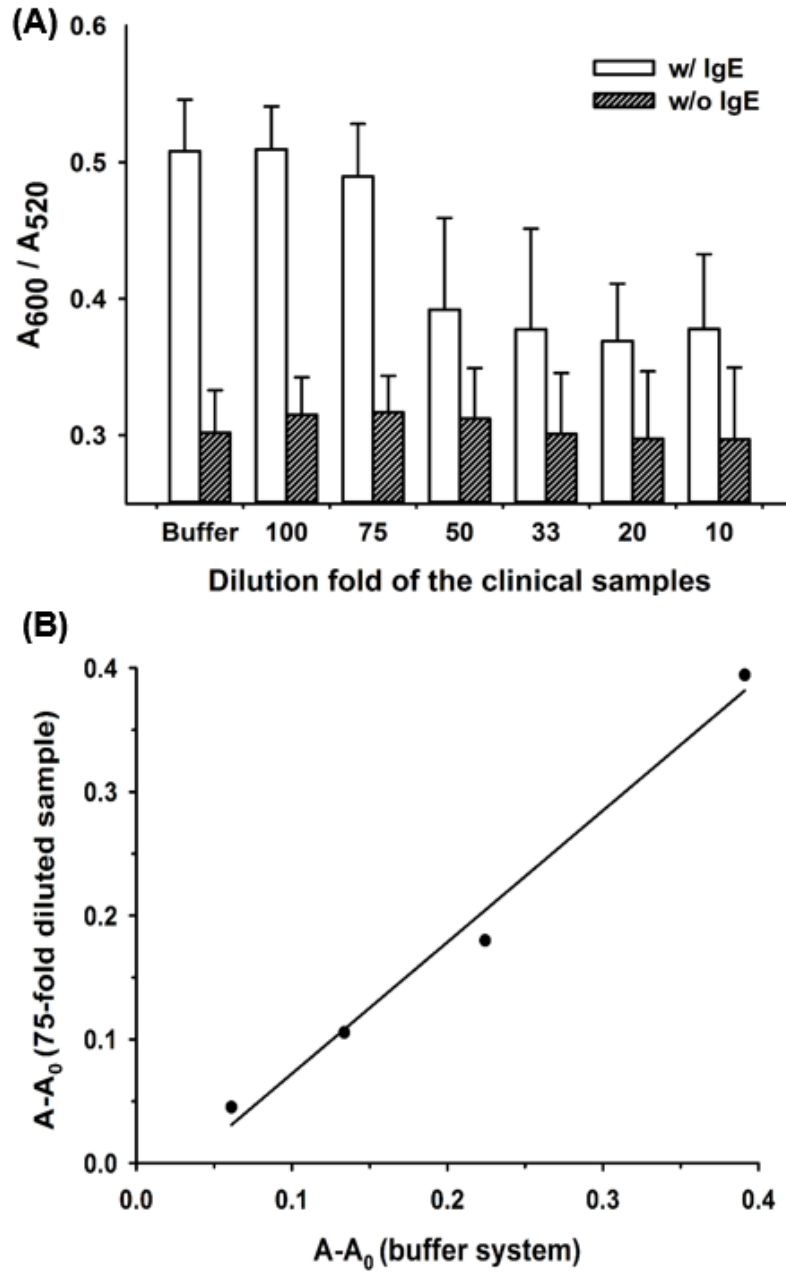 (A)
0.6
0.5
0.4
0.3
A600 / A520
w/ IgE
w/o IgE
Buffer 100 75 50 33 20 10
Dilution fold of the clinical samples
(B)
0.4
0.3
0.2
0.1
0.0
A-A0 (75-fold diluted sample)
0.0 0.1 0.2 0.3 0.4
A-A0 (buffer system)